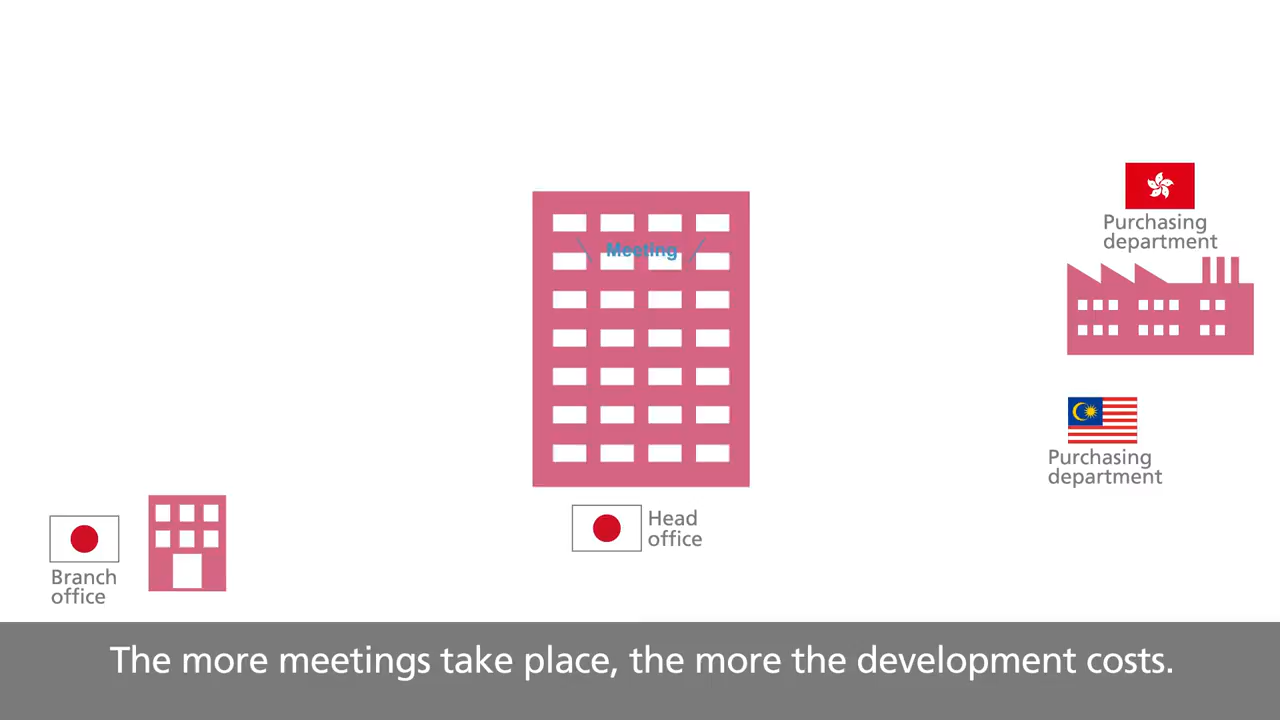 Purchasing
department
Meeting
Purchasing
department
Head
office
Branch
office
The more meetings take place, the more the development costs.